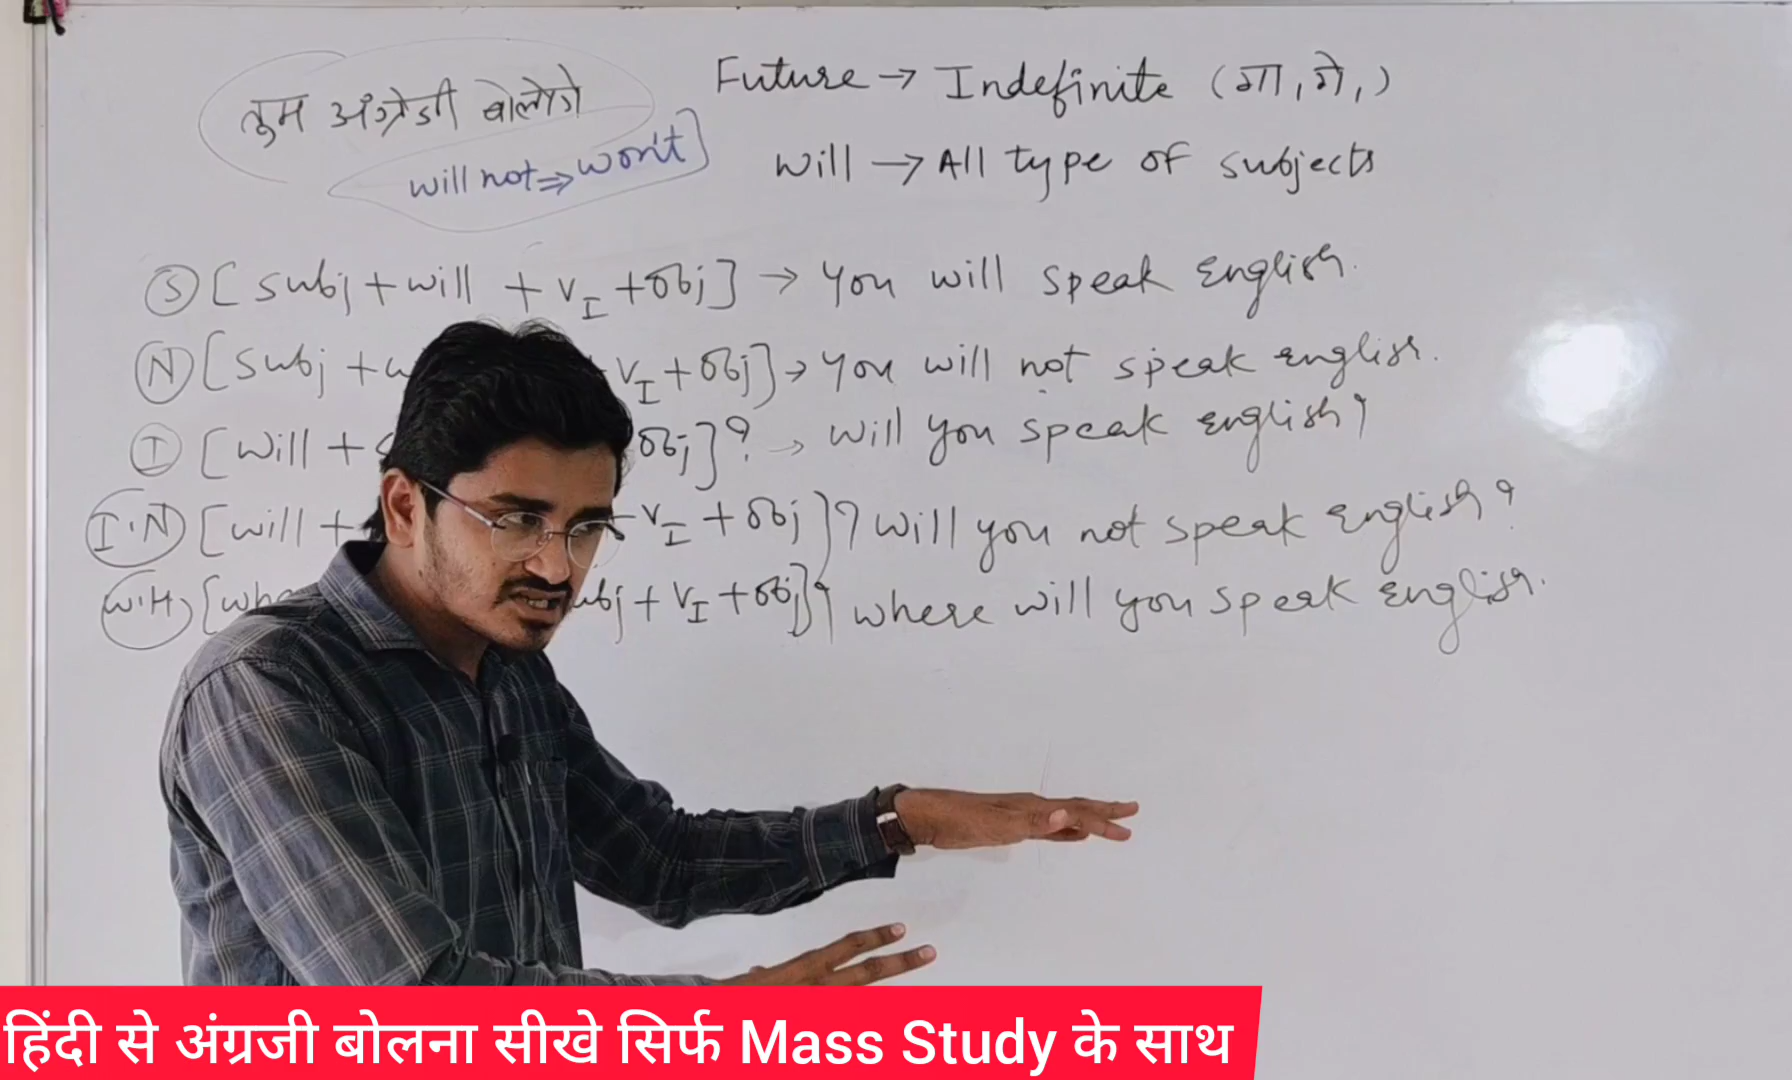 तुम अंग्रेजी बोलोगे
will not ⇒ won't]
Future → Indefinite (गा, गे, )
will → All type of subjects
Ⓢ [subj + will + v_I + obj] → you will speak english.
Ⓝ [subj + v_I + obj] → you will not speak english.
Ⓘ [will + obj]? → will you speak english?
I.N [will + v_I + obj]? will you not speak english?
W.H [ + v_I + obj]? where will you speak english.
हिंदी से अंग्रजी बोलना सीखे सिर्फ Mass Study के साथ